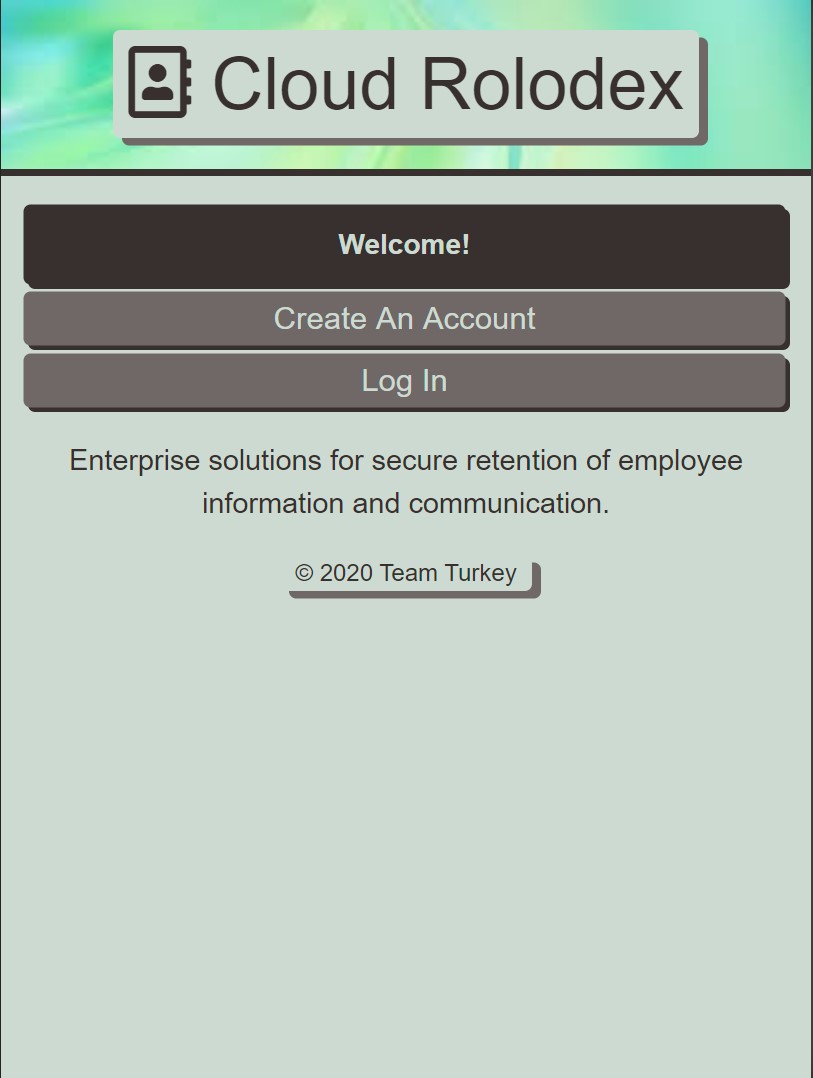 Cloud Rolodex
Welcome!
Create An Account
Log In
Enterprise solutions for secure retention of employee
information and communication.
© 2020 Team Turkey